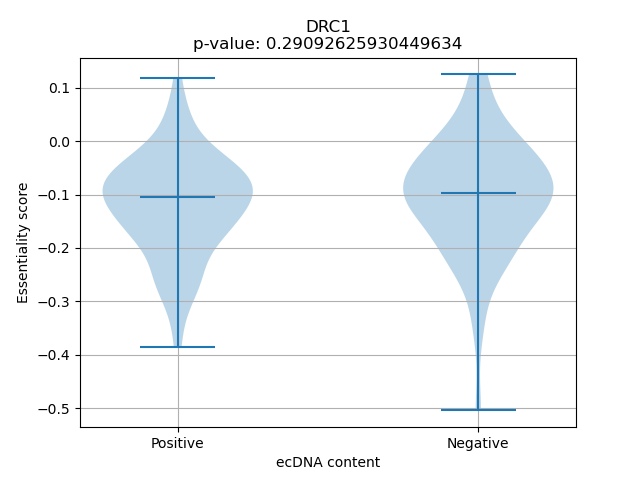 DRC1
p-value: 0.29092625930449634
0.1
0.0
−0.1
−0.2
−0.3
−0.4
−0.5
Essentiality score
Positive
Negative
ecDNA content